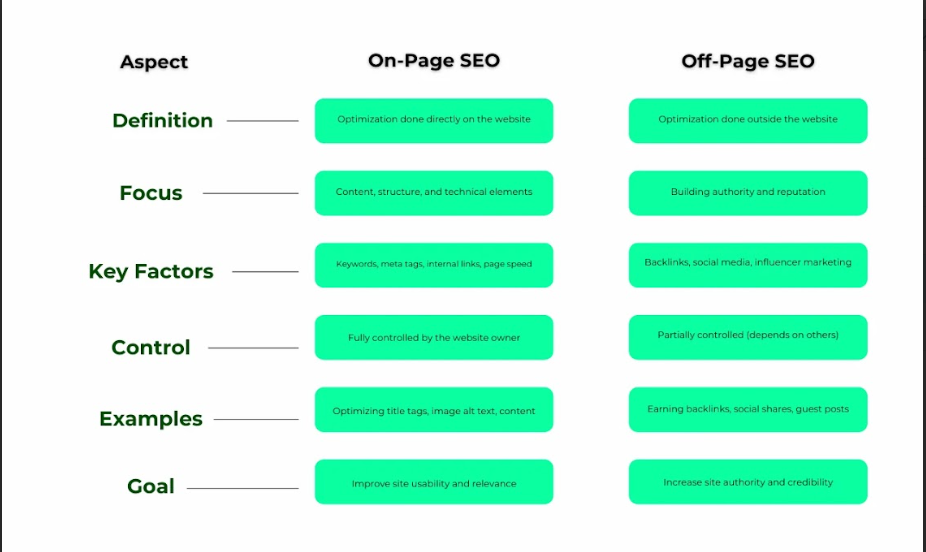 Aspect On-Page SEO Off-Page SEO
Definition Optimization done directly on the website Optimization done outside the website
Focus Content, structure, and technical elements Building authority and reputation
Key Factors Keywords, meta tags, internal links, page speed Backlinks, social media, influencer marketing
Control Fully controlled by the website owner Partially controlled (depends on others)
Examples Optimizing title tags, image alt text, content Earning backlinks, social shares, guest posts
Goal Improve site usability and relevance Increase site authority and credibility